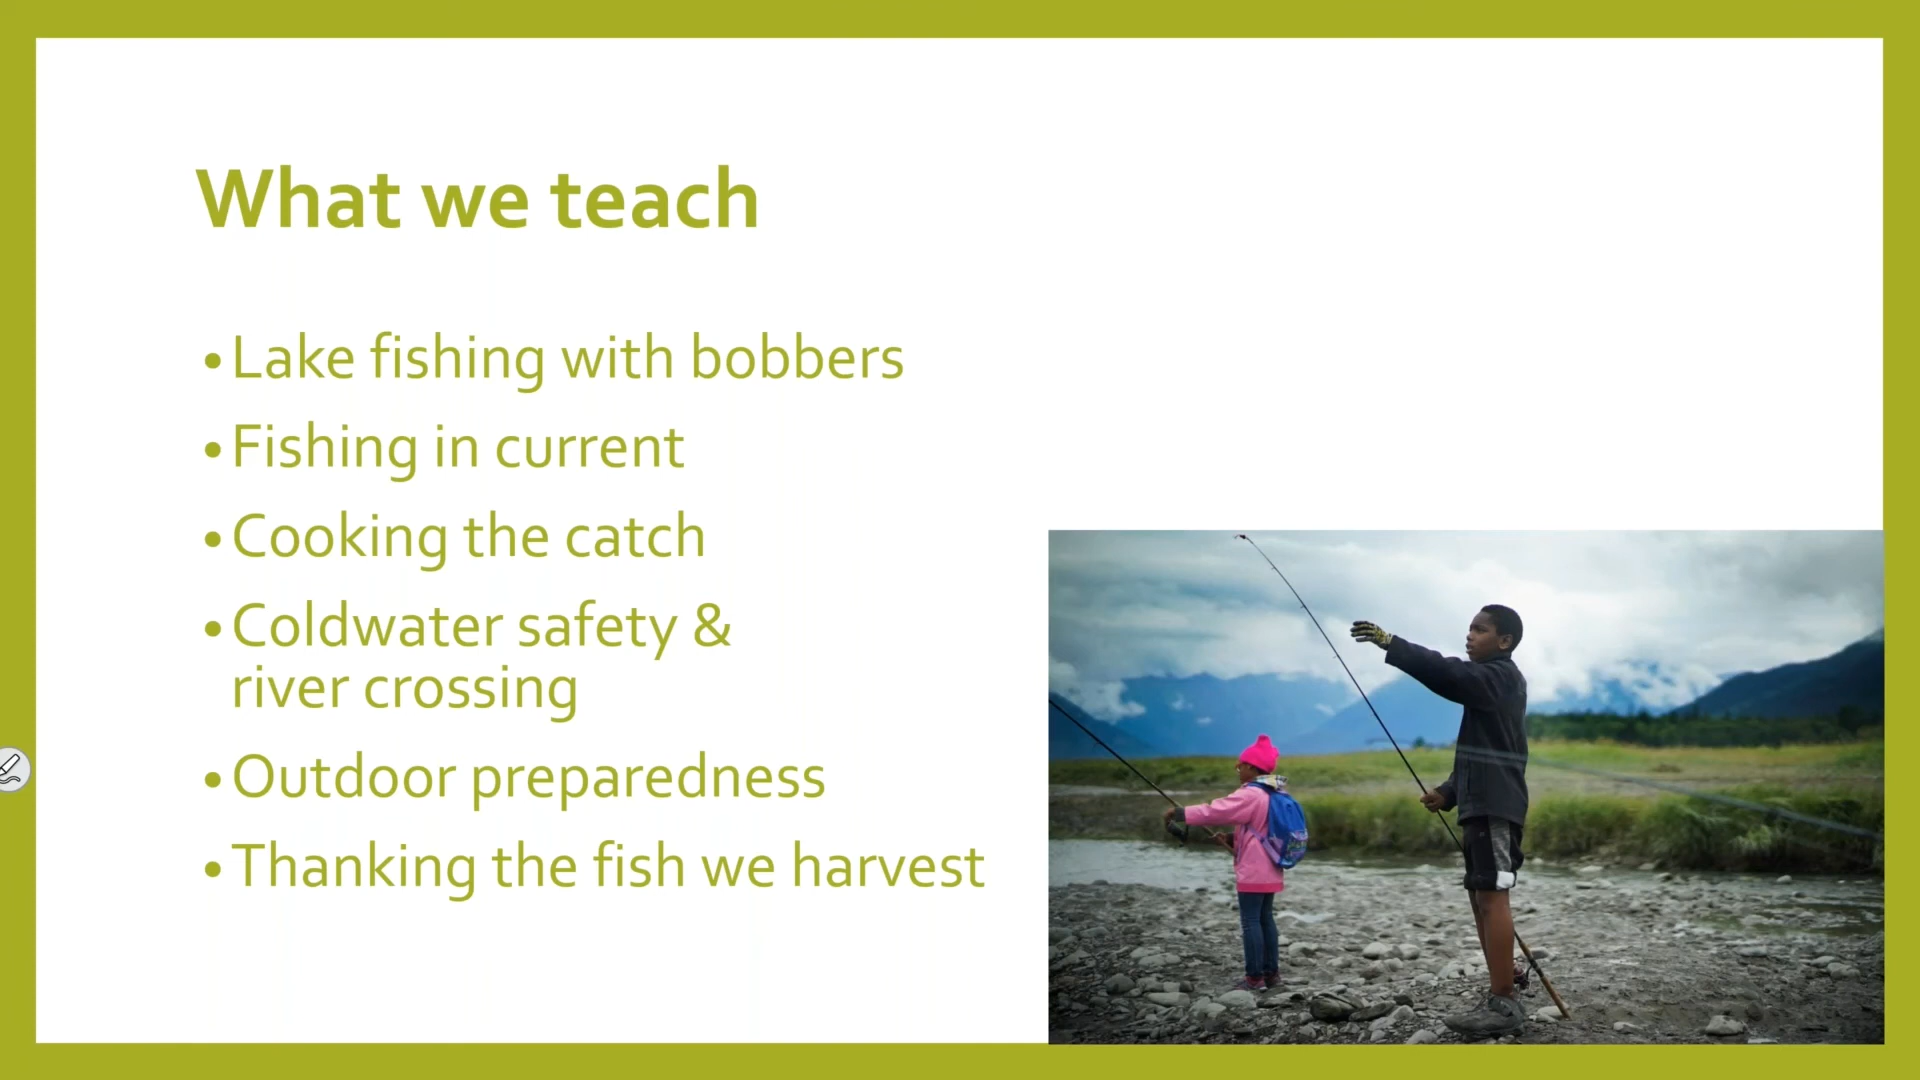 What we teach
• Lake fishing with bobbers
• Fishing in current
• Cooking the catch
• Coldwater safety &
river crossing
• Outdoor preparedness
• Thanking the fish we harvest